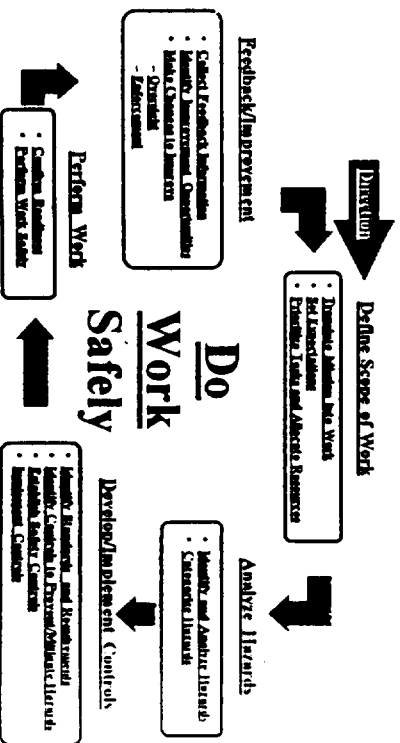 Direction
Define Scope of Work
• Translate Mission into Work
• Set Expectations
• Prioritize Tasks and Allocate Resources
Analyze Hazards
• Identify and Analyze Hazards
• Categorize Hazards
Develop/Implement Controls
• Identify Standards and Requirements
• Identify Controls to Prevent/Mitigate Hazards
• Establish Safety Controls
• Implement Controls
Perform Work
• Confirm Readiness
• Perform Work Safely
Feedback/Improvement
• Collect Feedback Information
• Identify Improvement Opportunities
• Make Changes to Improve
- Oversight
- Enforcement
Do
Work
Safely